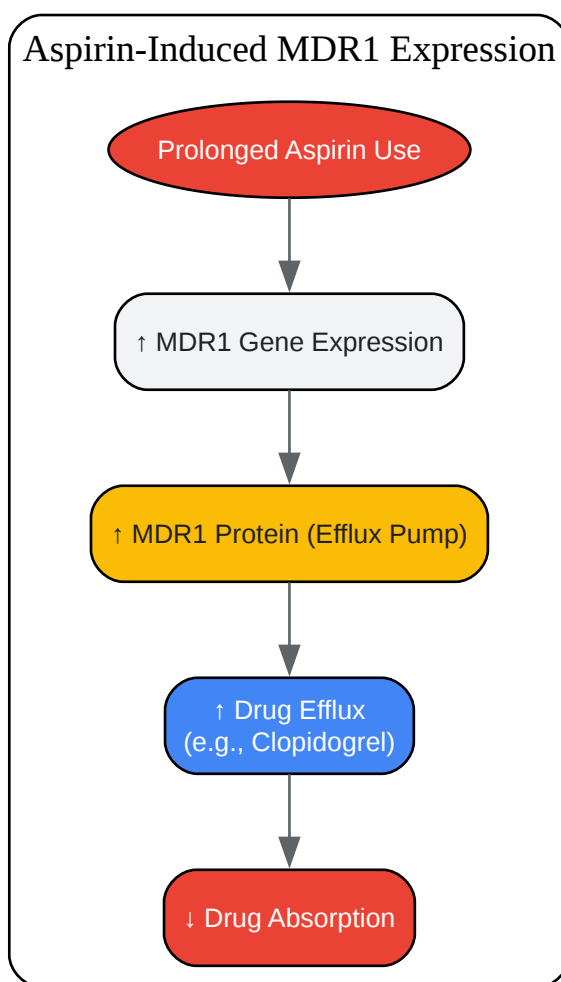 Aspirin-Induced MDR1 Expression
Prolonged Aspirin Use
↑ MDR1 Gene Expression
↑ MDR1 Protein (Efflux Pump)
↑ Drug Efflux
(e.g., Clopidogrel)
↓ Drug Absorption